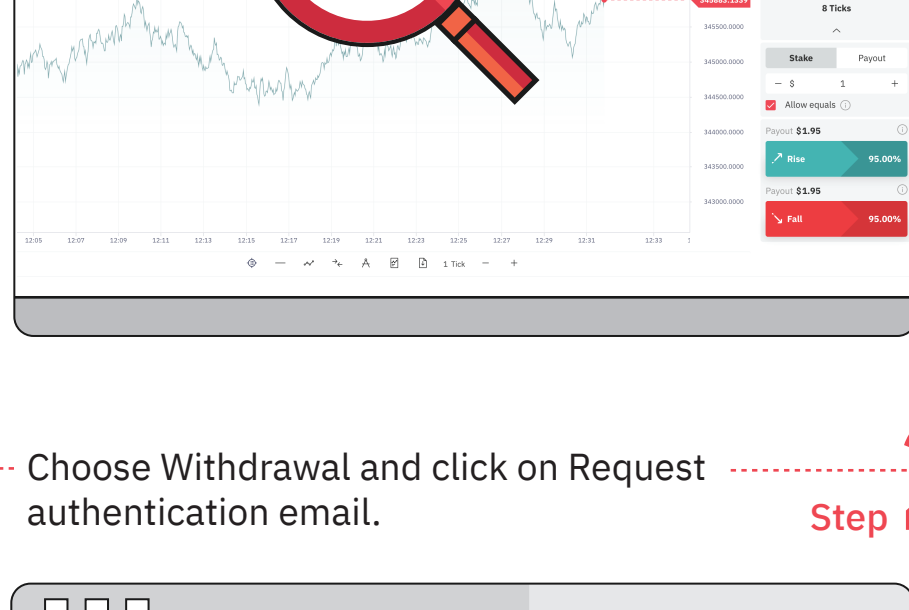 345883.1339
8 Ticks
345500.0000
345000.0000
344500.0000
344000.0000
343500.0000
343000.0000
Stake Payout
− $ 1 +
Allow equals
Payout $1.95
Rise 95.00%
Payout $1.95
Fall 95.00%
12:05 12:07 12:09 12:11 12:13 12:15 12:17 12:19 12:21 12:23 12:25 12:27 12:29 12:31 12:33
1 Tick − +
Choose Withdrawal and click on Request
authentication email.
Step